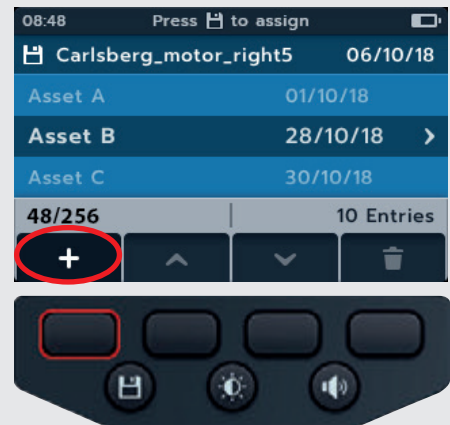 08:48 Press to assign
Carlsberg_motor_right5 06/10/18
Asset A 01/10/18
Asset B 28/10/18 >
Asset C 30/10/18
48/256 | 10 Entries
+